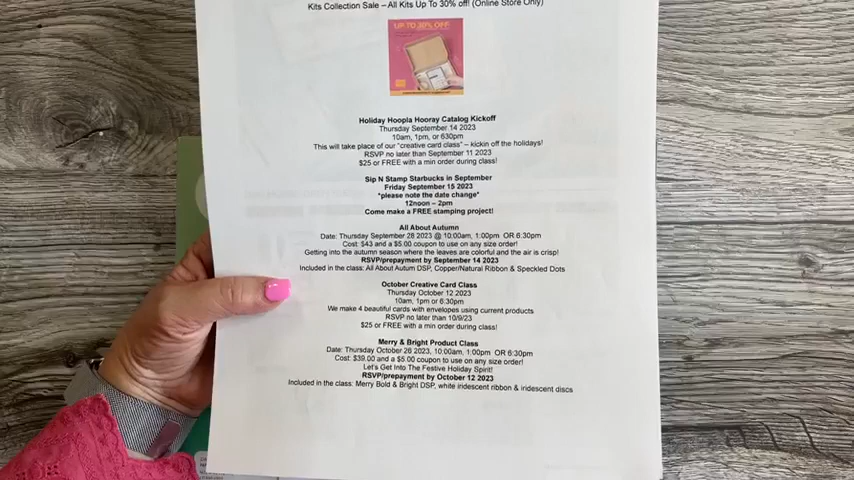 Kits Collection Sale – All Kits Up To 30% off! (Online Store Only)
UP TO 30% OFF
Holiday Hoopla Hooray Catalog Kickoff
Thursday September 14 2023
10am, 1pm, or 630pm
This will take place of our "creative card class" – kickin off the holidays!
RSVP no later than September 11 2023
$25 or FREE with a min order during class!
Sip N Stamp Starbucks in September
Friday September 15 2023
*please note the date change*
12noon – 2pm
Come make a FREE stamping project!
All About Autumn
Date: Thursday September 28 2023 @ 10:00am, 1:00pm OR 6:30pm
Cost: $43 and a $5.00 coupon to use on any size order!
Getting into the autumn season where the leaves are colorful and the air is crisp!
RSVP/prepayment by September 14 2023
Included in the class: All About Autum DSP, Copper/Natural Ribbon & Speckled Dots
October Creative Card Class
Thursday October 12 2023
10am, 1pm or 6:30pm
We make 4 beautiful cards with envelopes using current products
RSVP no later than 10/9/23
$25 or FREE with a min order during class!
Merry & Bright Product Class
Date: Thursday October 26 2023, 10:00am, 1:00pm OR 6:30pm
Cost: $39.00 and a $5.00 coupon to use on any size order!
Let's Get Into The Festive Holiday Spirit!
RSVP/prepayment by October 12 2023
Included in the class: Merry Bold & Bright DSP, white iridescent ribbon & iridescent discs